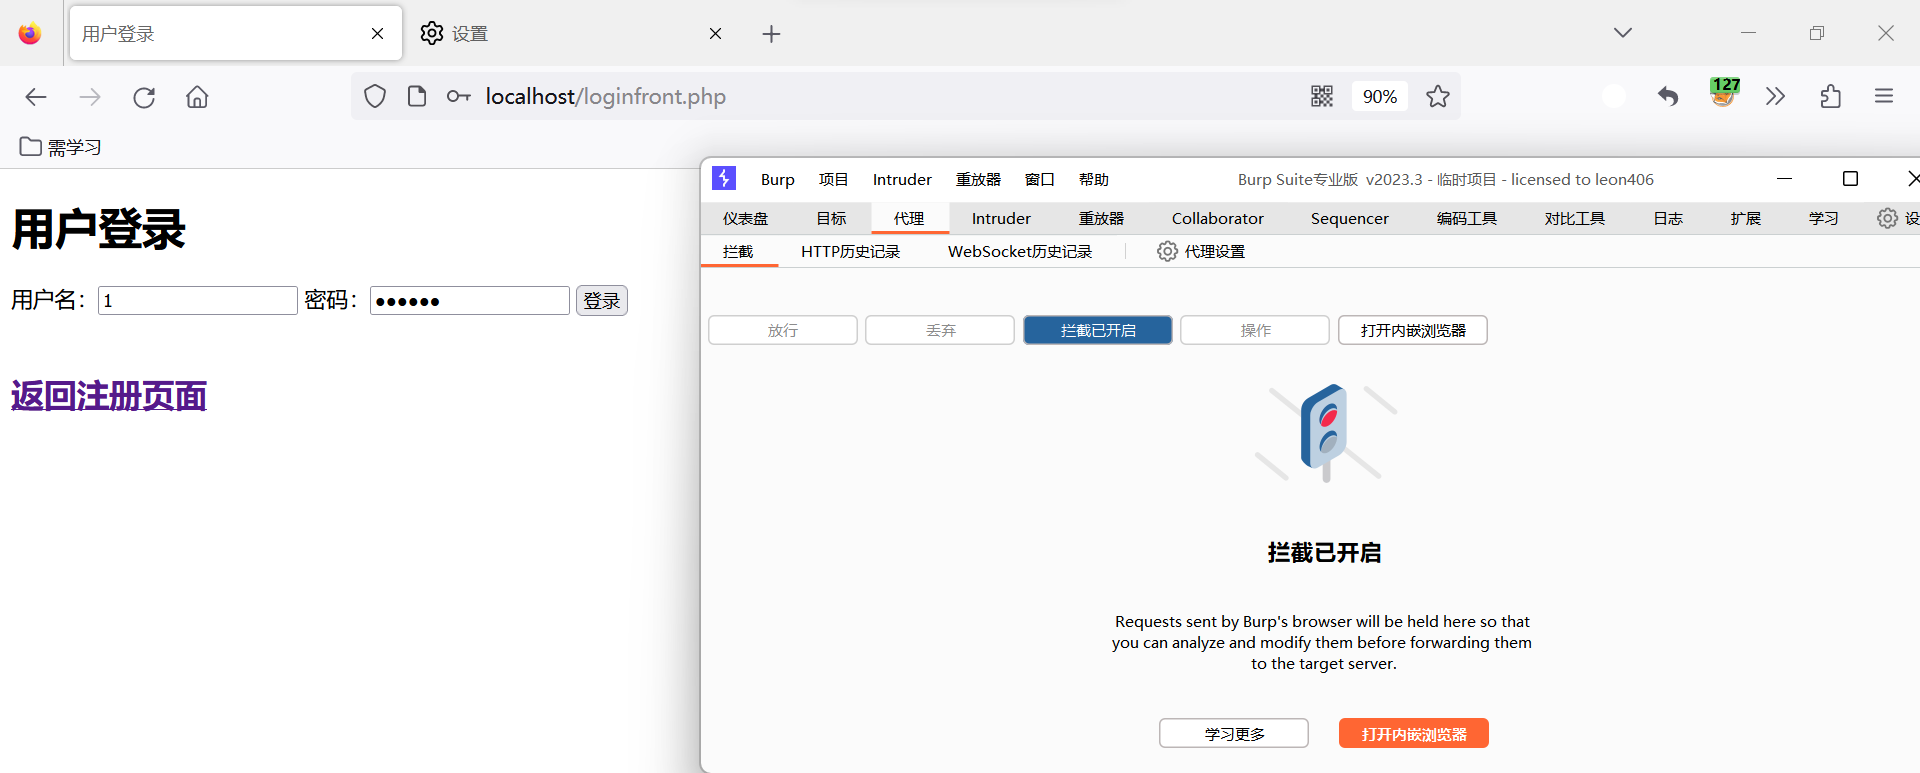 用户登录
设置
localhost/loginfront.php
90%
127
需学习
用户登录
用户名：1 密码：●●●●●● 登录
返回注册页面
Burp 项目 Intruder 重放器 窗口 帮助 Burp Suite专业版 v2023.3 - 临时项目 - licensed to leon406
仪表盘 目标 代理 Intruder 重放器 Collaborator Sequencer 编码工具 对比工具 日志 扩展 学习 设
拦截 HTTP历史记录 WebSocket历史记录 代理设置
放行 丢弃 拦截已开启 操作 打开内嵌浏览器
拦截已开启
Requests sent by Burp's browser will be held here so that
you can analyze and modify them before forwarding them
to the target server.
学习更多 打开内嵌浏览器